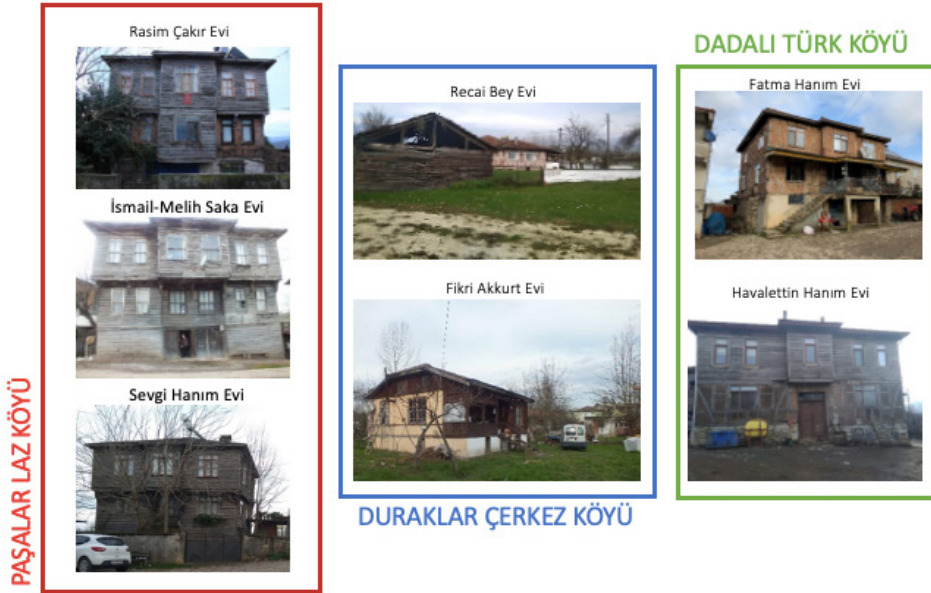 PAŞALAR LAZ KÖYÜ
Rasim Çakır Evi
İsmail-Melih Saka Evi
Sevgi Hanım Evi
Recai Bey Evi
Fikri Akkurt Evi
DURAKLAR ÇERKEZ KÖYÜ
DADALI TÜRK KÖYÜ
Fatma Hanım Evi
Havalettin Hanım Evi